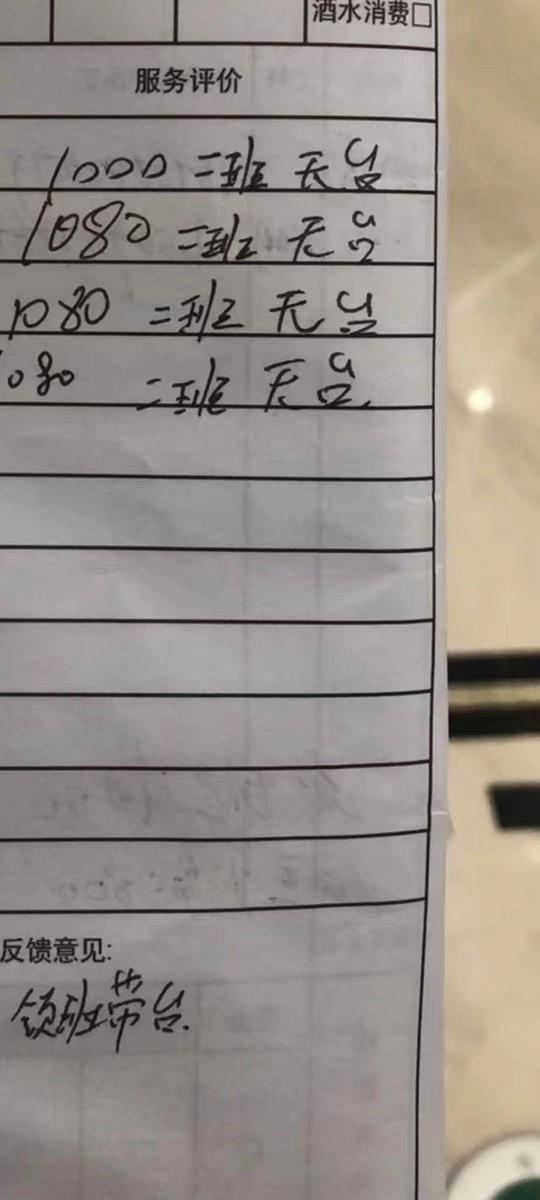 酒水消费□
服务评价
1000 二班 天台
1080 二班 天台
1080 二班 天台
1080 二班 天台
反馈意见:
领班带台